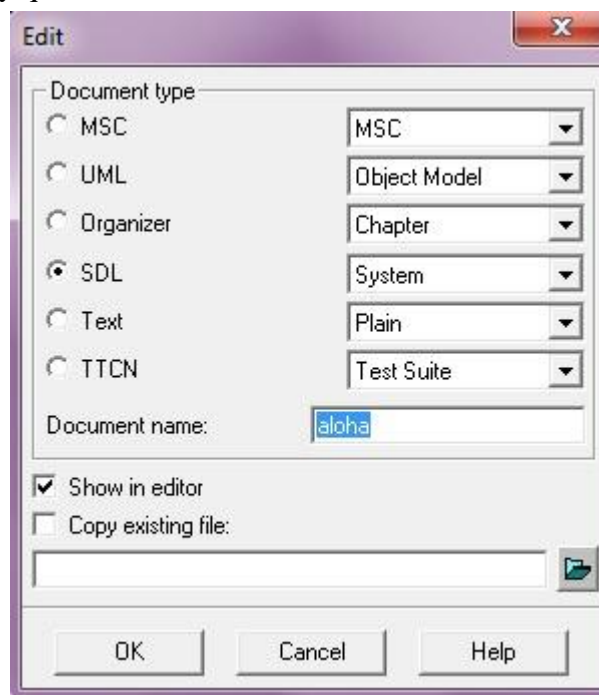 Edit
Document type
MSC MSC
UML Object Model
Organizer Chapter
SDL System
Text Plain
TTCN Test Suite
Document name: aloha
Show in editor
Copy existing file:
OK Cancel Help